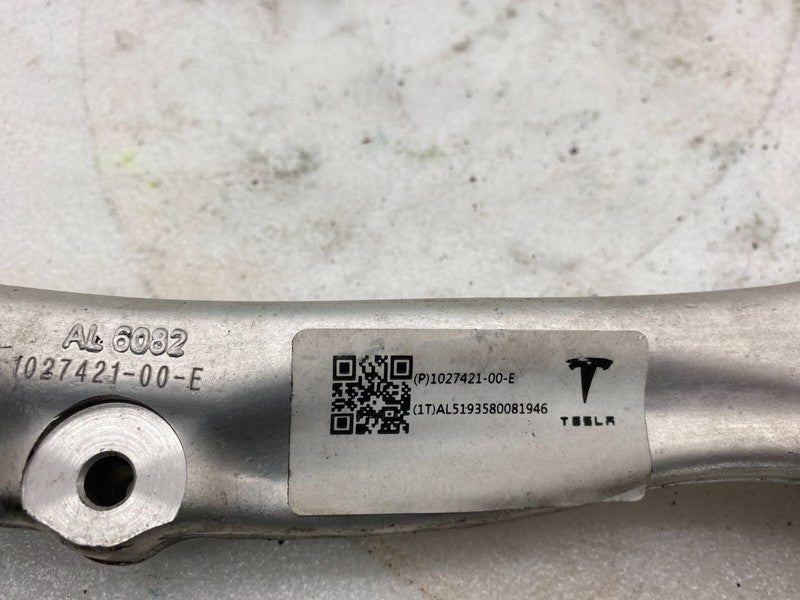 AL 6082
1027421-00-E
(P)1027421-00-E
(1T)AL5193580081946
TESLA